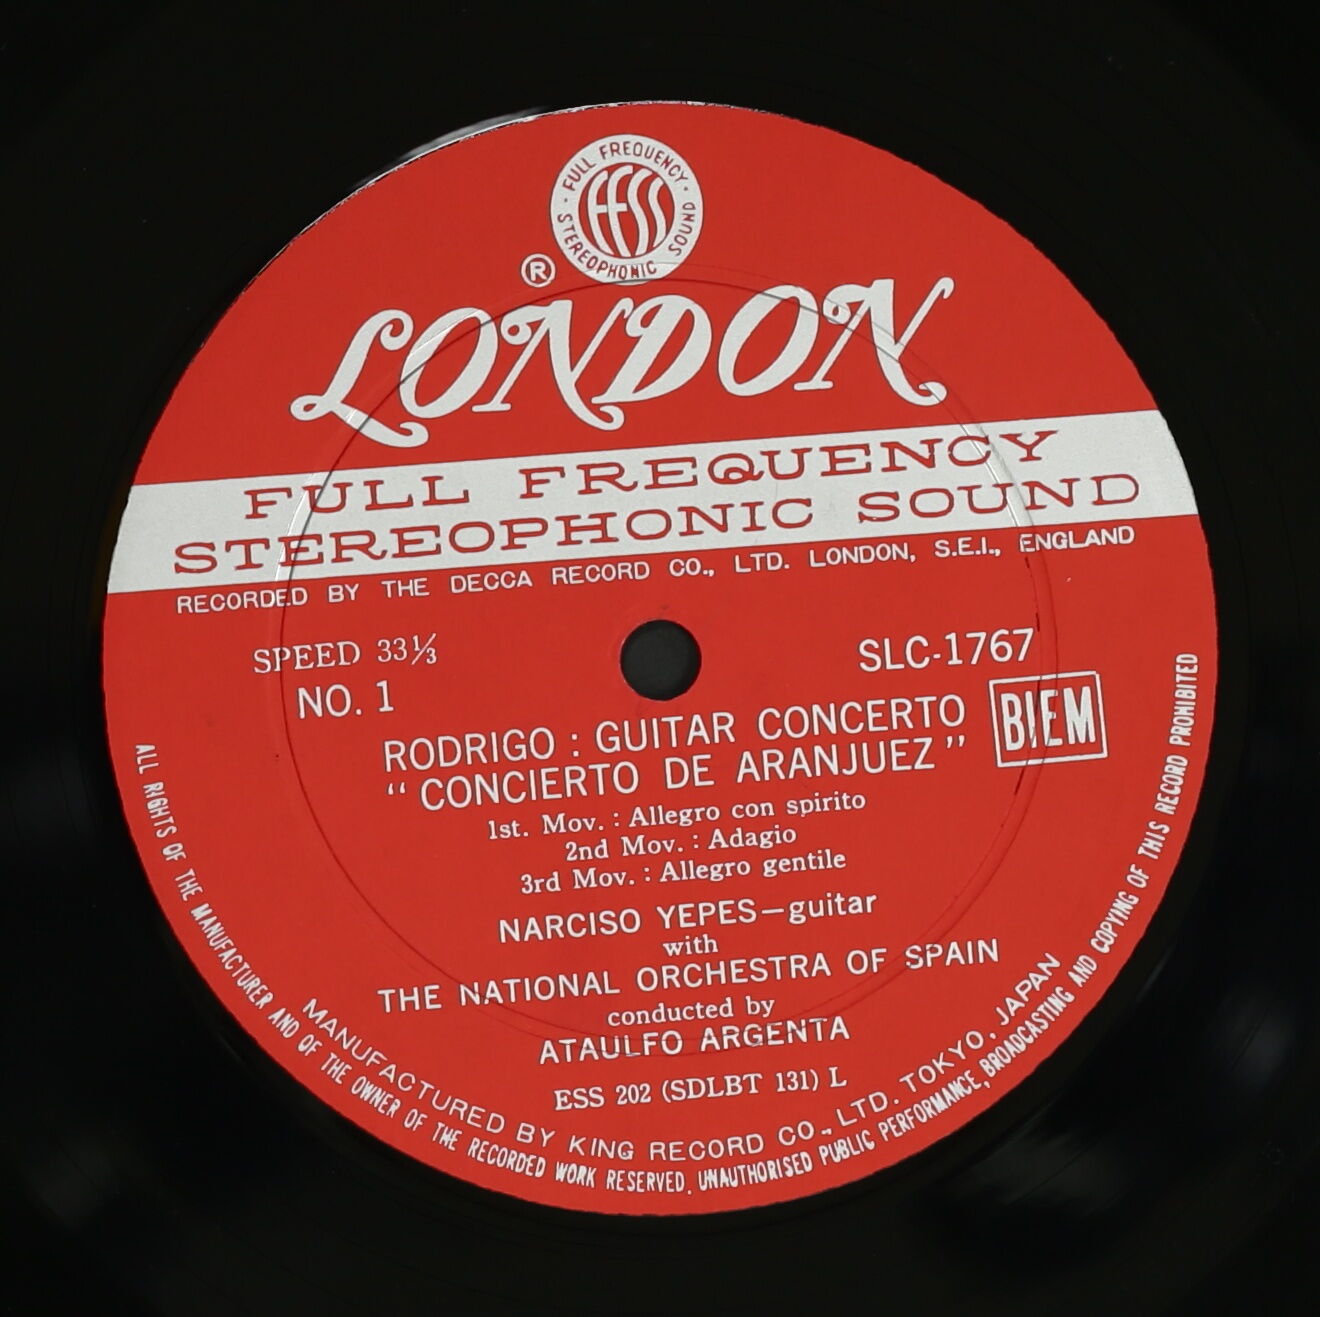 FULL FREQUENCY
FFSS
STEREOPHONIC SOUND
®
LONDON
FULL FREQUENCY
STEREOPHONIC SOUND
RECORDED BY THE DECCA RECORD CO., LTD. LONDON, S.E.I., ENGLAND
SPEED 33⅓
SLC-1767
NO. 1
BIEM
RODRIGO : GUITAR CONCERTO
“ CONCIERTO DE ARANJUEZ ”
1st. Mov. : Allegro con spirito
2nd Mov. : Adagio
3rd Mov. : Allegro gentile
NARCISO YEPES—guitar
with
THE NATIONAL ORCHESTRA OF SPAIN
conducted by
ATAULFO ARGENTA
ESS 202 (SDLBT 131) L
MANUFACTURED BY KING RECORD CO., LTD. TOKYO, JAPAN
ALL RIGHTS OF THE MANUFACTURER AND OF THE OWNER OF THE RECORDED WORK RESERVED. UNAUTHORISED PUBLIC PERFORMANCE, BROADCASTING AND COPYING OF THIS RECORD PROHIBITED